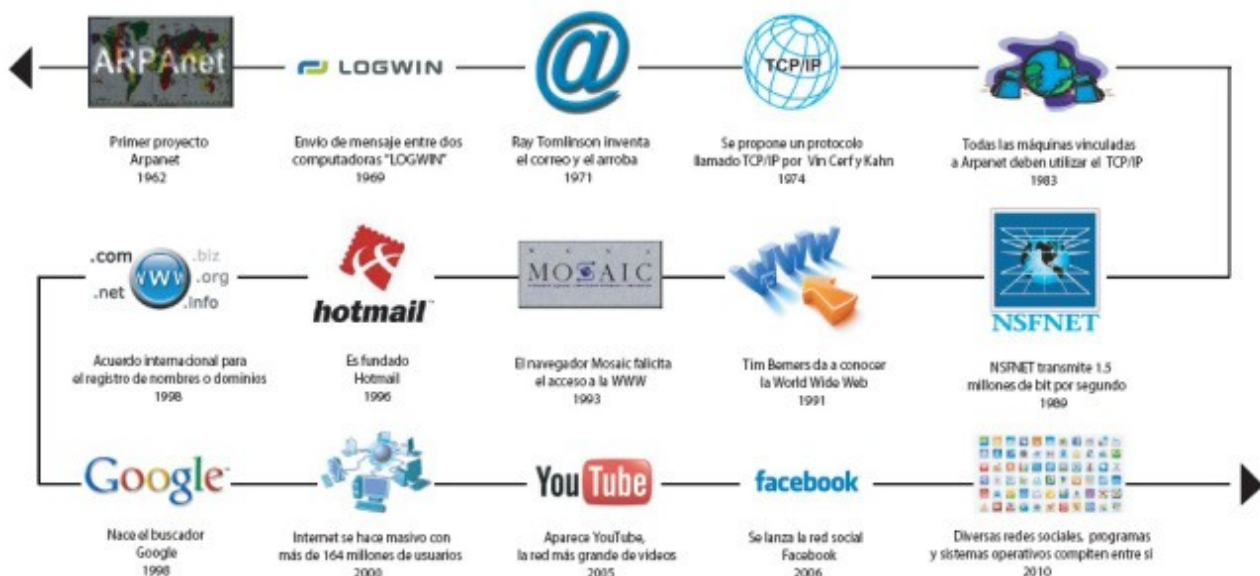 ARPAnet
Primer proyecto
Arpanet
1962
LOGWIN
Envío de mensaje entre dos
computadoras "LOGWIN"
1969
@
Ray Tomlinson inventa
el correo y el arroba
1971
TCP/IP
Se propone un protocolo
llamado TCP/IP por Vin Cerf y Kahn
1974
Todas las máquinas vinculadas
a Arpanet deben utilizar el TCP/IP
1983
NSFNET
NSFNET transmite 1.5
millones de bit por segundo
1989
WWW
Tim Berners da a conocer
la World Wide Web
1991
MOSAIC
El navegador Mosaic falicita
el acceso a la WWW
1993
hotmail
Es fundado
Hotmail
1996
.com
.biz
www
.org
.net
.info
Acuerdo internacional para
el registro de nombres o dominios
1998
Google
Nace el buscador
Google
1998
Internet se hace masivo con
más de 164 millones de usuarios
2000
YouTube
Aparece YouTube,
la red más grande de videos
2005
facebook
Se lanza la red social
Facebook
2006
Diversas redes sociales, programas
y sistemas operativos compiten entre si
2010